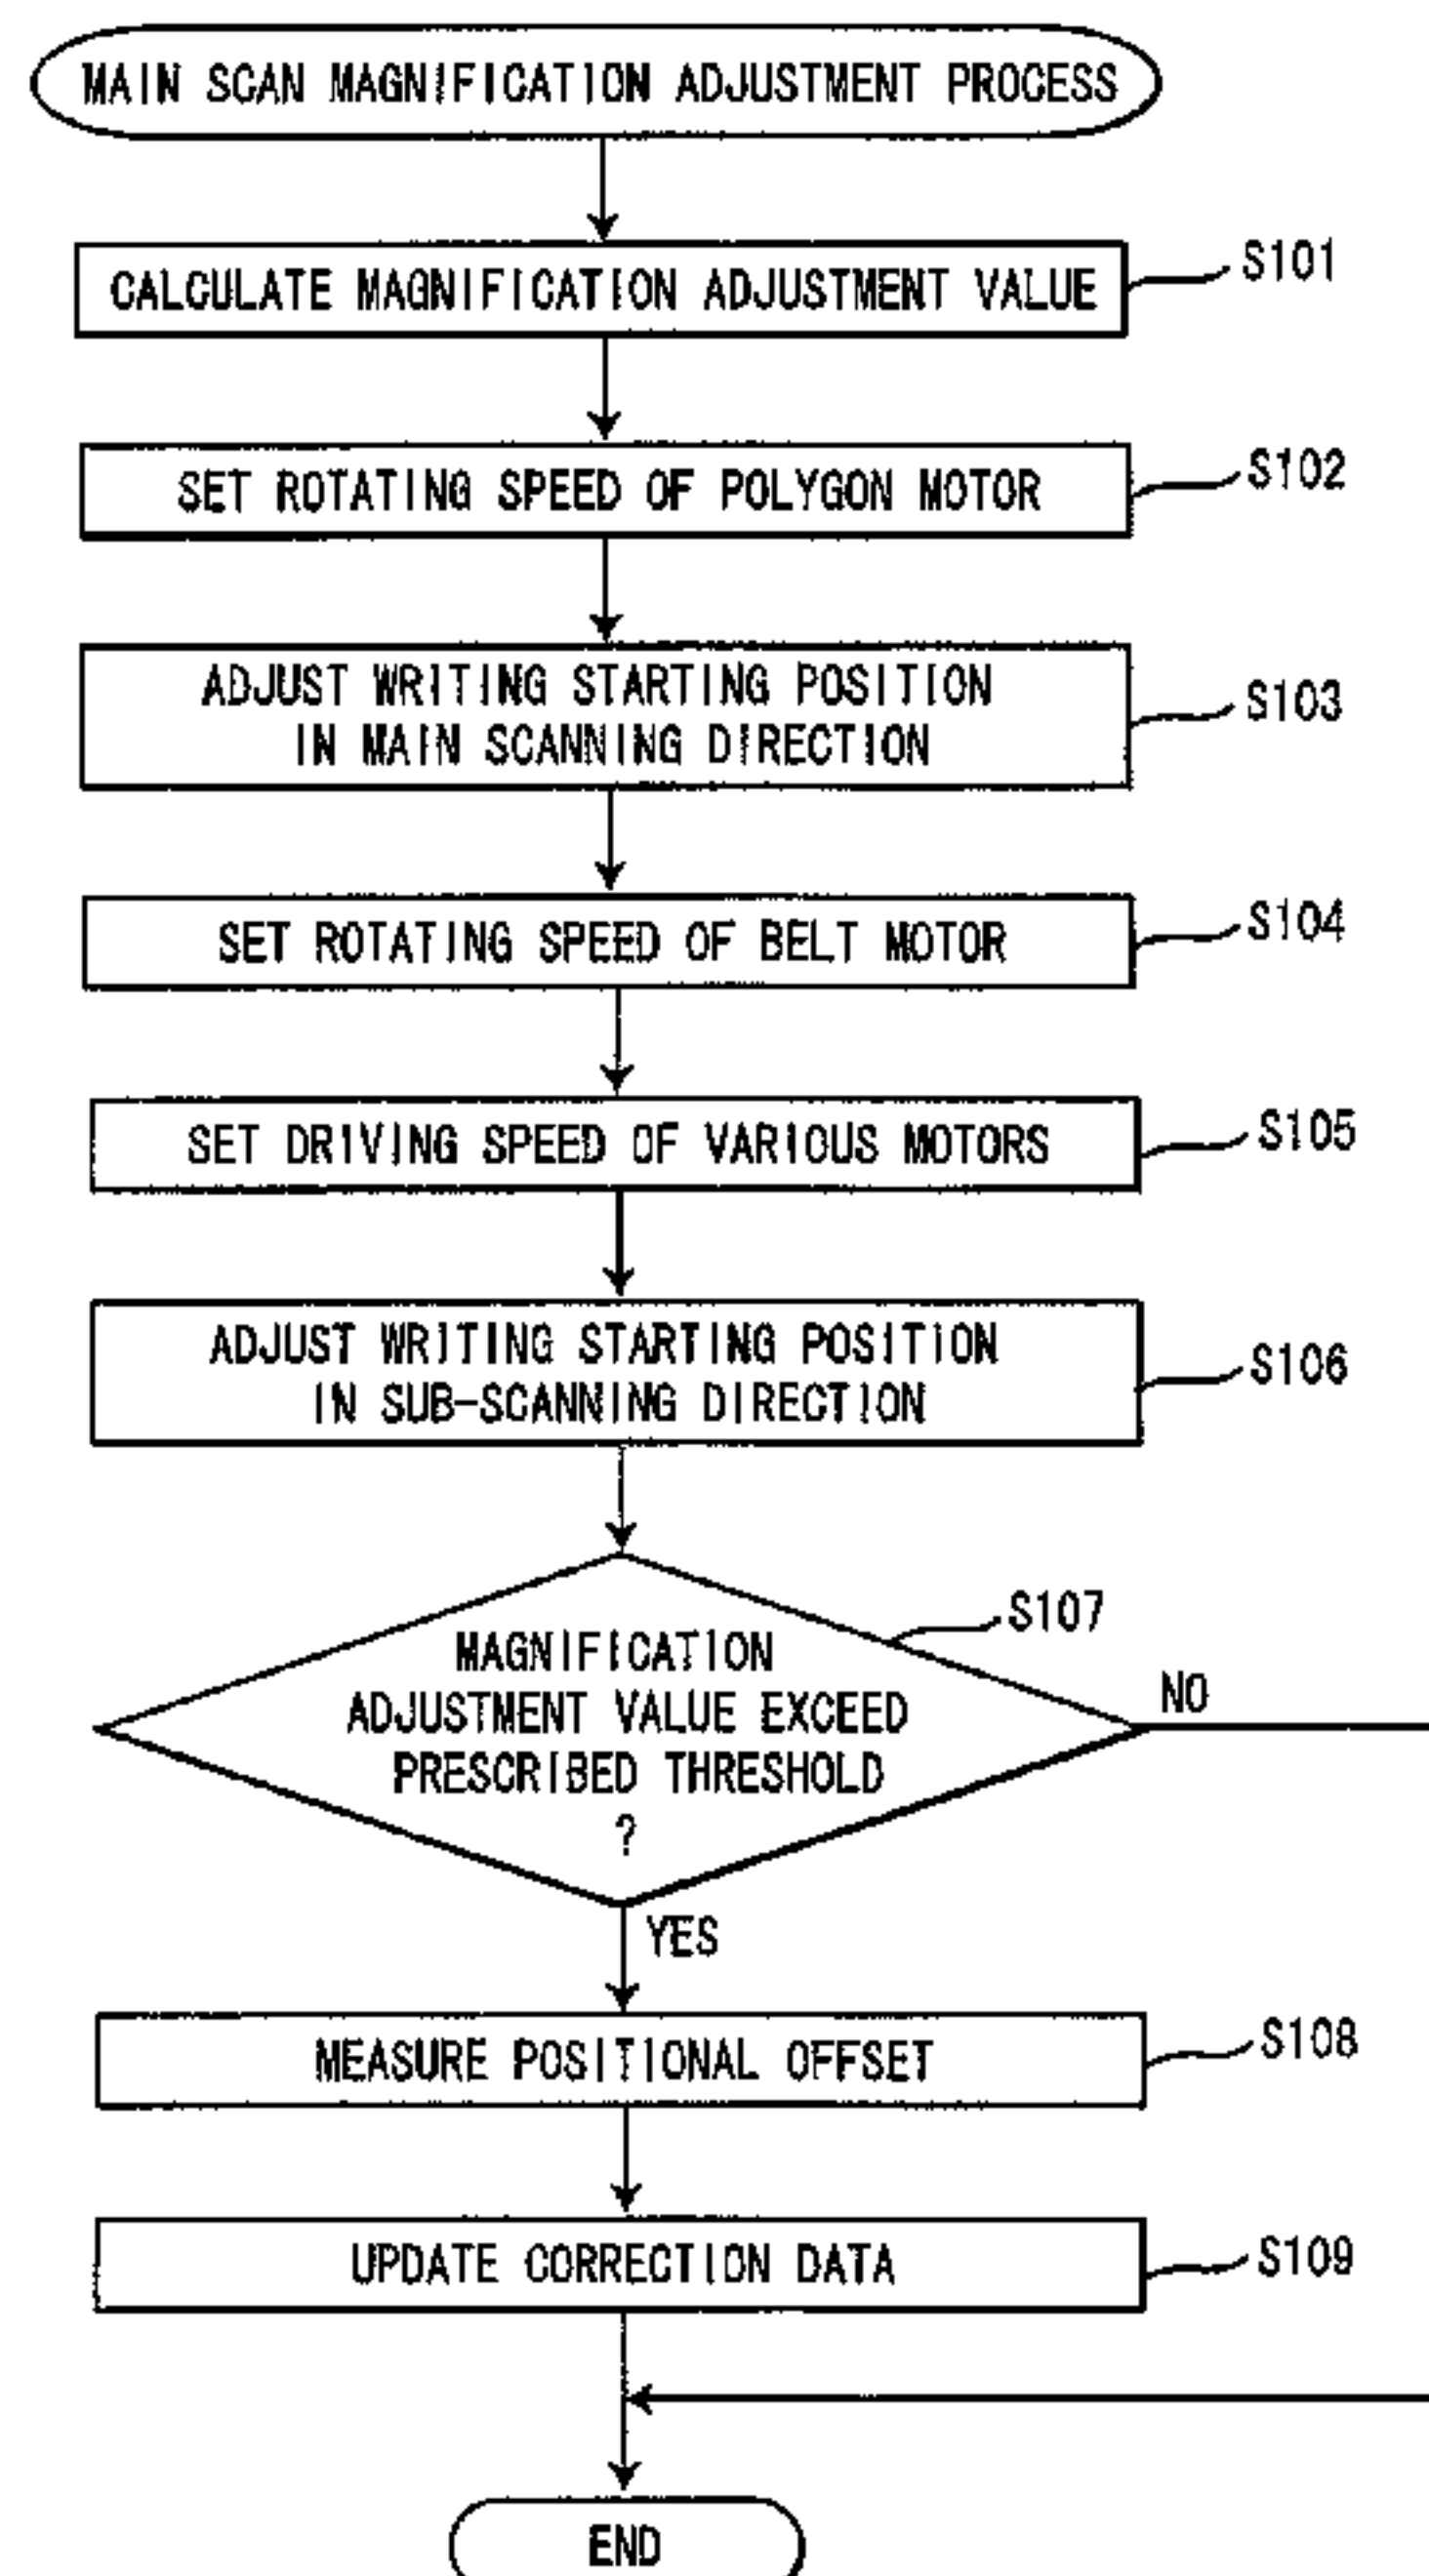 MAIN SCAN MAGNIFICATION ADJUSTMENT PROCESS
CALCULATE MAGNIFICATION ADJUSTMENT VALUE
S101
SET ROTATING SPEED OF POLYGON MOTOR
S102
ADJUST WRITING STARTING POSITION
IN MAIN SCANNING DIRECTION
S103
SET ROTATING SPEED OF BELT MOTOR
S104
SET DRIVING SPEED OF VARIOUS MOTORS
S105
ADJUST WRITING STARTING POSITION
IN SUB-SCANNING DIRECTION
S106
S107
MAGNIFICATION
ADJUSTMENT VALUE EXCEED
PRESCRIBED THRESHOLD
?
NO
YES
MEASURE POSITIONAL OFFSET
S108
UPDATE CORRECTION DATA
S109
END